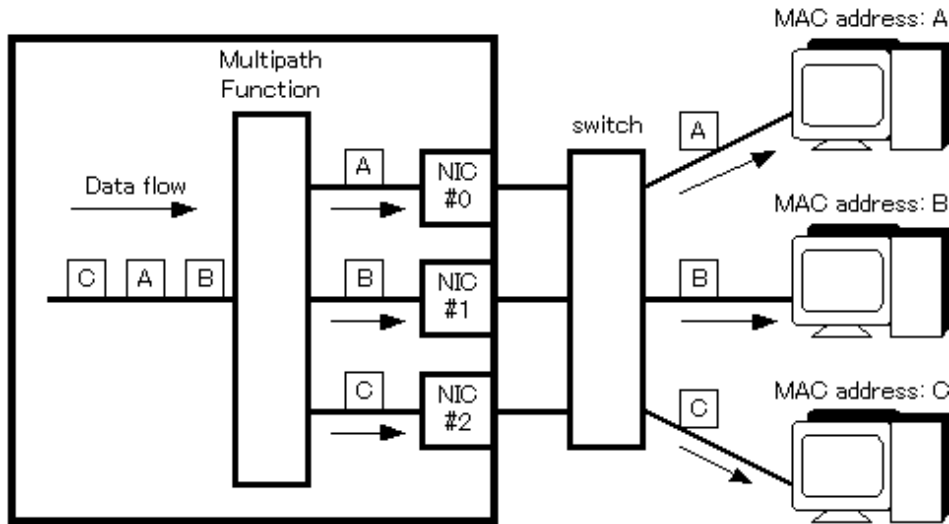 MAC address: A
Multipath
Function
switch
A
A
NIC
#0
Data flow
MAC address: B
C A B
B
NIC
#1
B
MAC address: C
C
NIC
#2
C